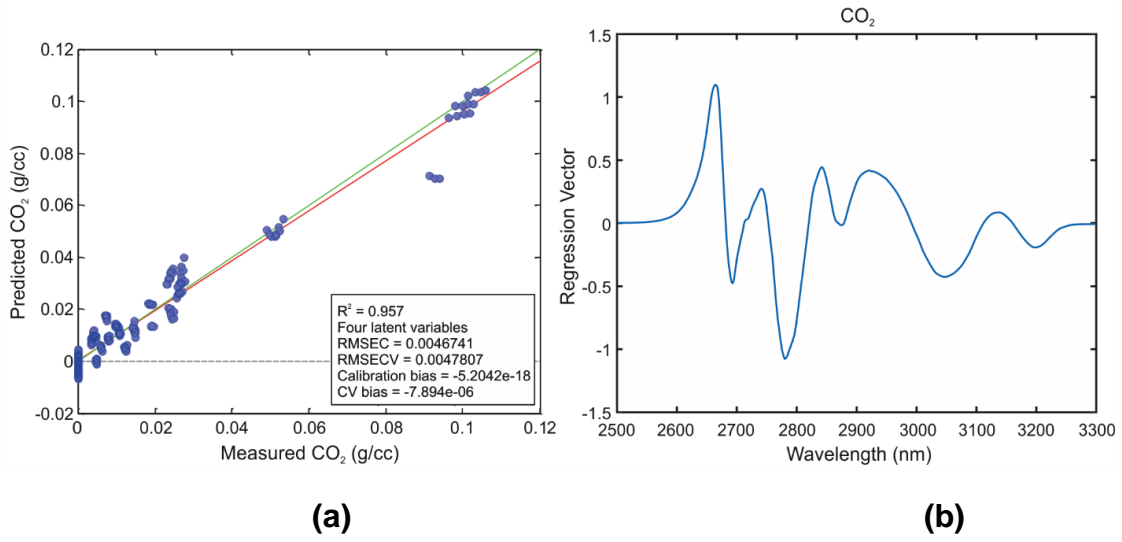 Predicted CO₂ (g/cc)
0.12
0.1
0.08
0.06
0.04
0.02
0
-0.02
0
0.02
0.04
0.06
0.08
0.1
0.12
Measured CO₂ (g/cc)
R² = 0.957
Four latent variables
RMSEC = 0.0046741
RMSECV = 0.0047807
Calibration bias = -5.2042e-18
CV bias = -7.894e-06
(a)
CO₂
Regression Vector
1.5
1
0.5
0
-0.5
-1
-1.5
2500
2600
2700
2800
2900
3000
3100
3200
3300
Wavelength (nm)
(b)